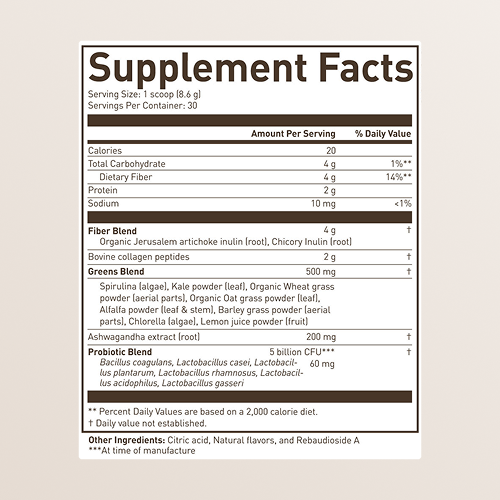 Supplement Facts
Serving Size: 1 scoop (8.6 g)
Servings Per Container: 30
Amount Per Serving % Daily Value
Calories 20
Total Carbohydrate 4 g 1%**
Dietary Fiber 4 g 14%**
Protein 2 g
Sodium 10 mg <1%
Fiber Blend 4 g †
Organic Jerusalem artichoke inulin (root), Chicory Inulin (root)
Bovine collagen peptides 2 g †
Greens Blend 500 mg †
Spirulina (algae), Kale powder (leaf), Organic Wheat grass
powder (aerial parts), Organic Oat grass powder (leaf),
Alfalfa powder (leaf & stem), Barley grass powder (aerial
parts), Chlorella (algae), Lemon juice powder (fruit)
Ashwagandha extract (root) 200 mg †
Probiotic Blend 5 billion CFU*** †
Bacillus coagulans, Lactobacillus casei, Lactobacil- 60 mg
lus plantarum, Lactobacillus rhamnosus, Lactobacil-
lus acidophilus, Lactobacillus gasseri
** Percent Daily Values are based on a 2,000 calorie diet.
† Daily value not established.
Other Ingredients: Citric acid, Natural flavors, and Rebaudioside A
***At time of manufacture